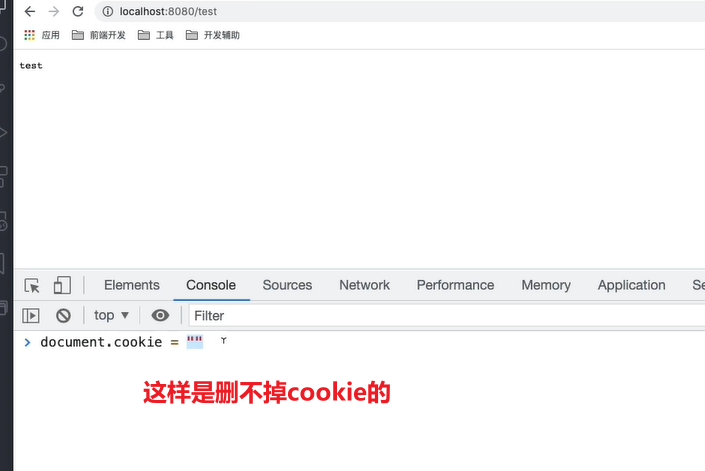 localhost:8080/test
应用 前端开发 工具 开发辅助
test
Elements Console Sources Network Performance Memory Application Se
top Filter
document.cookie = ""
这样是删不掉cookie的